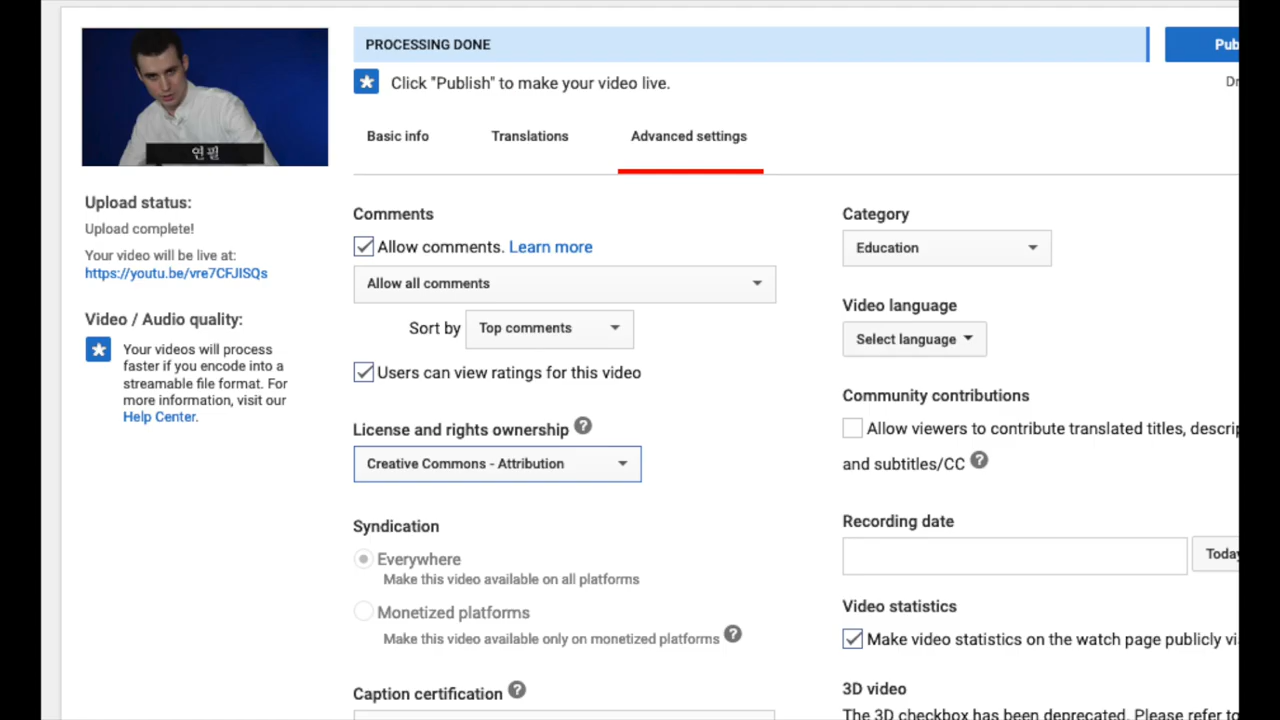 PROCESSING DONE
Pub
Click "Publish" to make your video live.
Dr
Basic info
Translations
Advanced settings
연필
Upload status:
Upload complete!
Your video will be live at:
https://youtu.be/vre7CFJISQs
Video / Audio quality:
Your videos will process
faster if you encode into a
streamable file format. For
more information, visit our
Help Center.
Comments
Allow comments. Learn more
Allow all comments
Sort by Top comments
Users can view ratings for this video
License and rights ownership ?
Creative Commons - Attribution
Syndication
Everywhere
Make this video available on all platforms
Monetized platforms
Make this video available only on monetized platforms ?
Caption certification ?
Category
Education
Video language
Select language
Community contributions
Allow viewers to contribute translated titles, descrip
and subtitles/CC ?
Recording date
Today
Video statistics
Make video statistics on the watch page publicly vi
3D video
The 3D checkbox has been deprecated. Please refer to